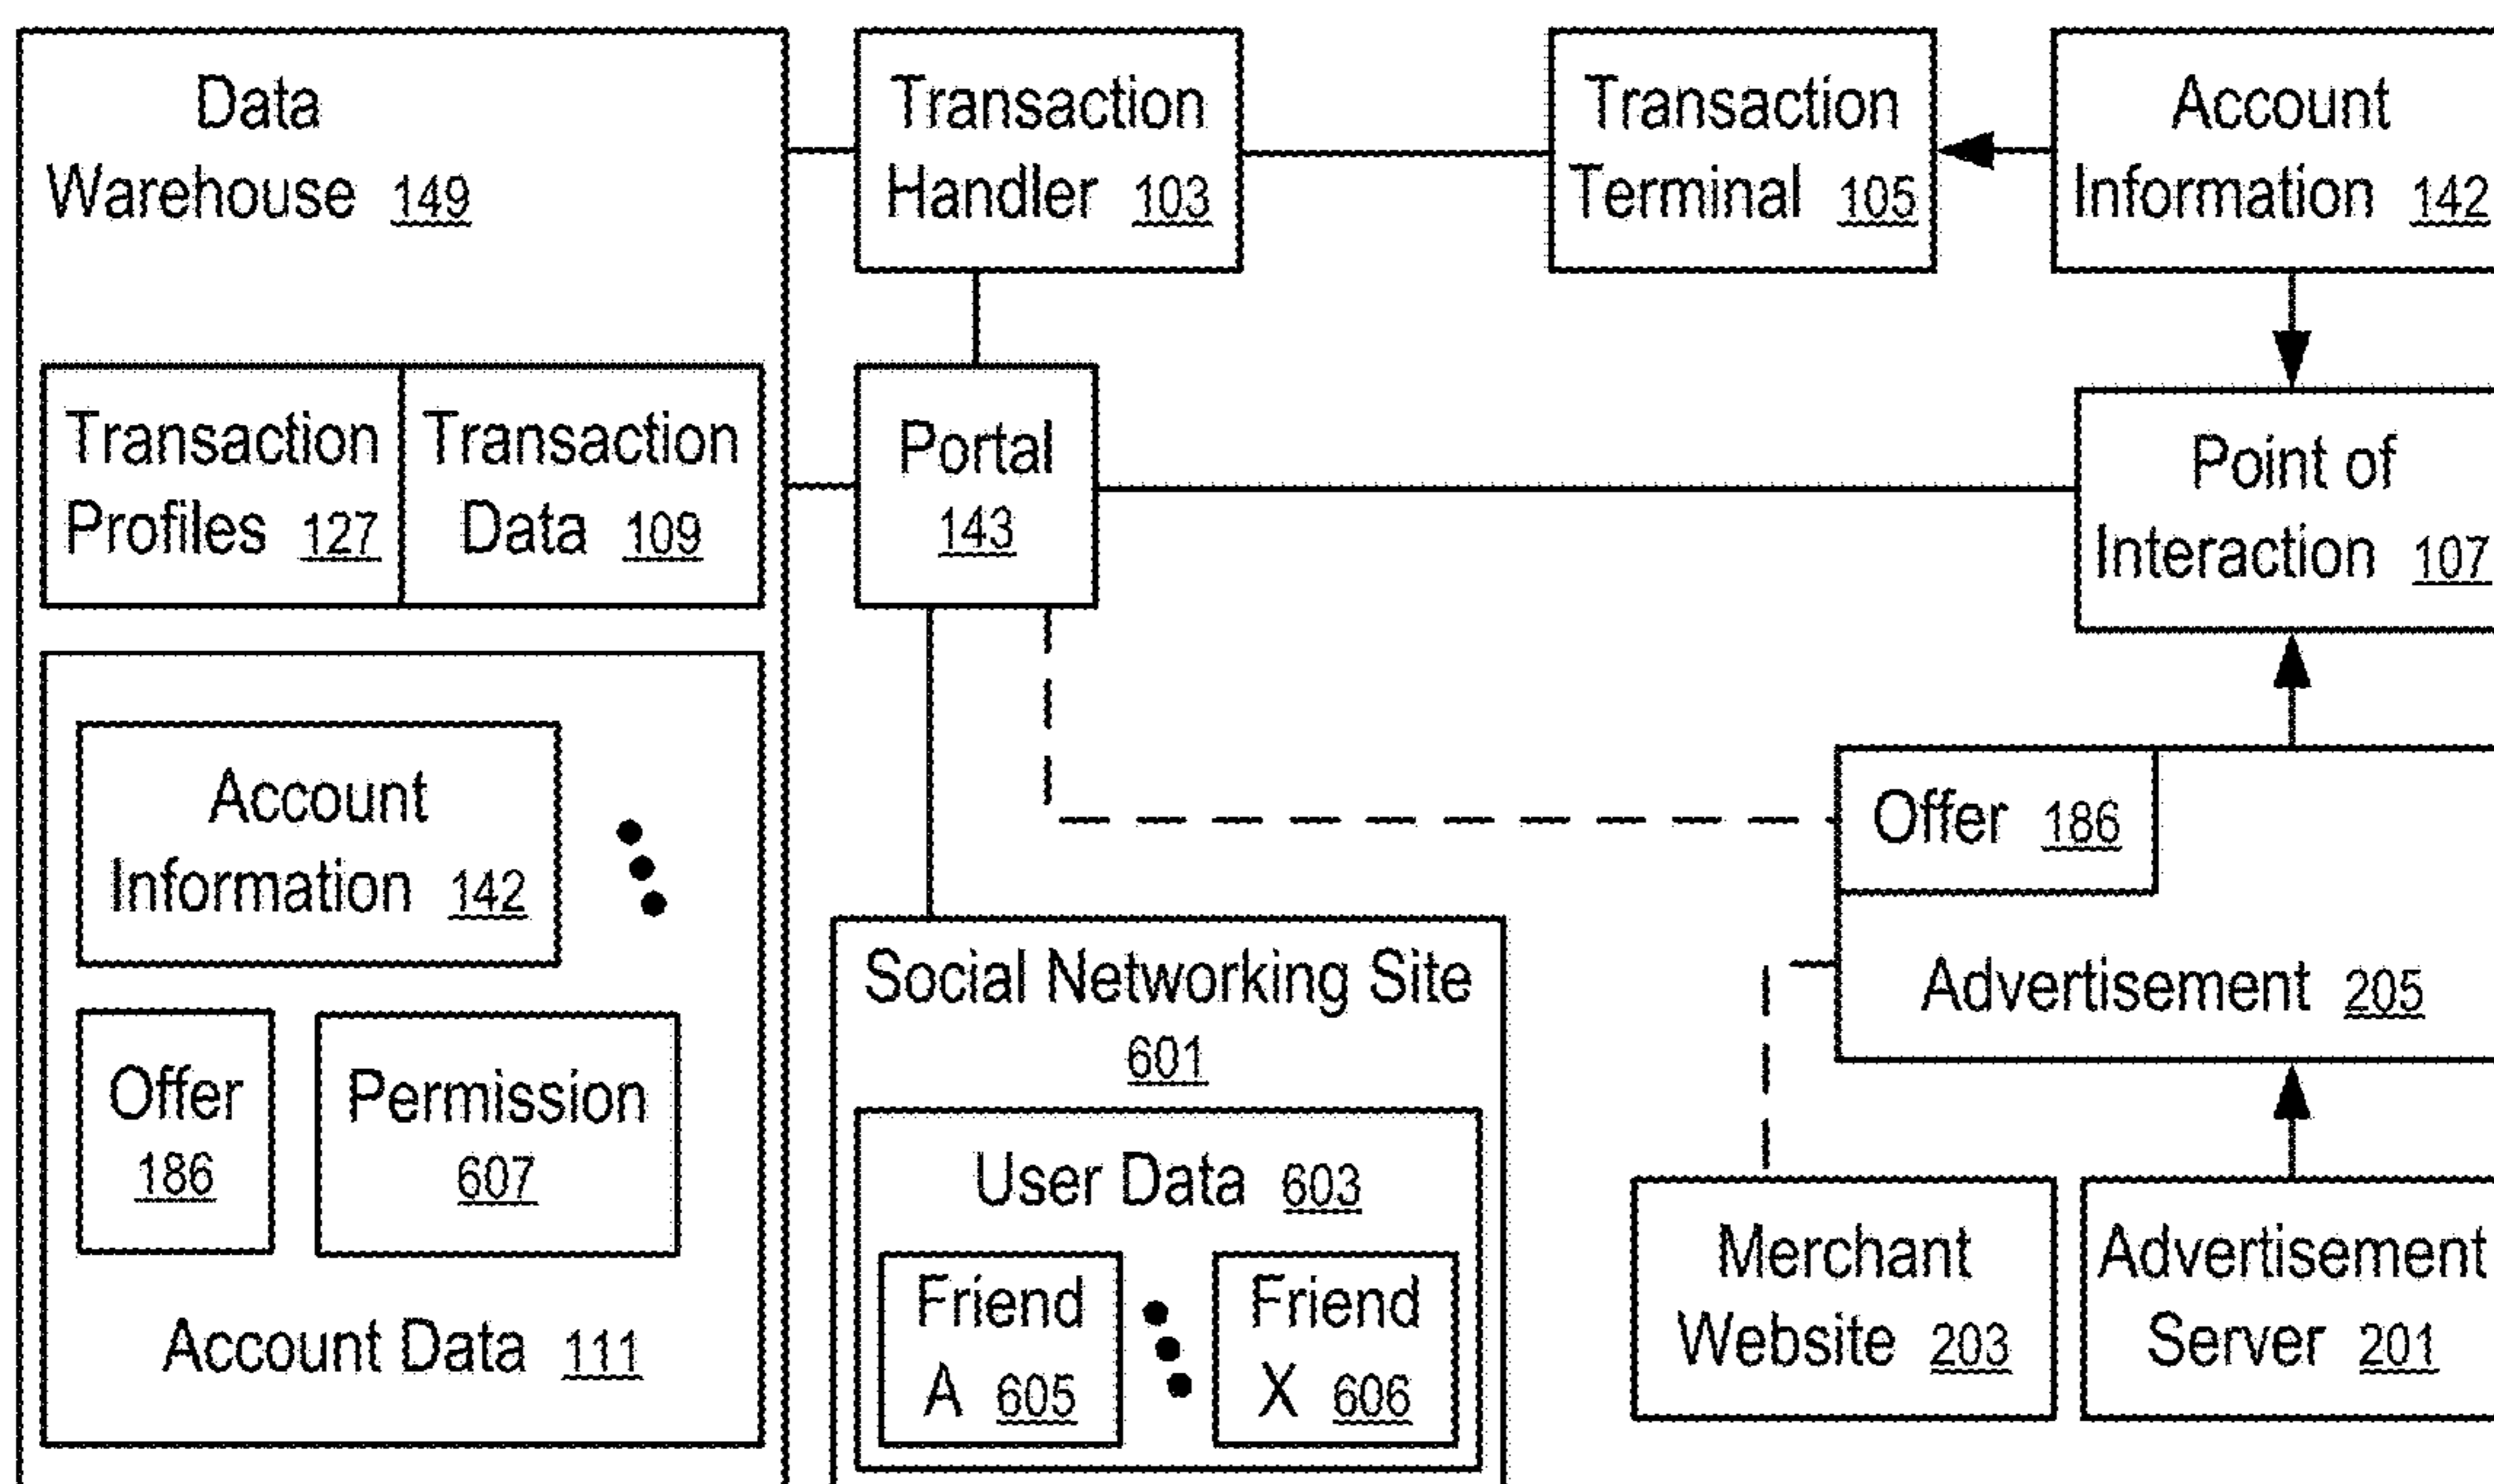 Data
Warehouse 149
Transaction
Handler 103
Transaction
Terminal 105
Account
Information 142
Transaction
Profiles 127
Transaction
Data 109
Portal
143
Point of
Interaction 107
Account
Information 142
Offer 186
Advertisement 205
Social Networking Site
601
Offer
186
Permission
607
User Data 603
Account Data 111
Friend
A 605
Friend
X 606
Merchant
Website 203
Advertisement
Server 201